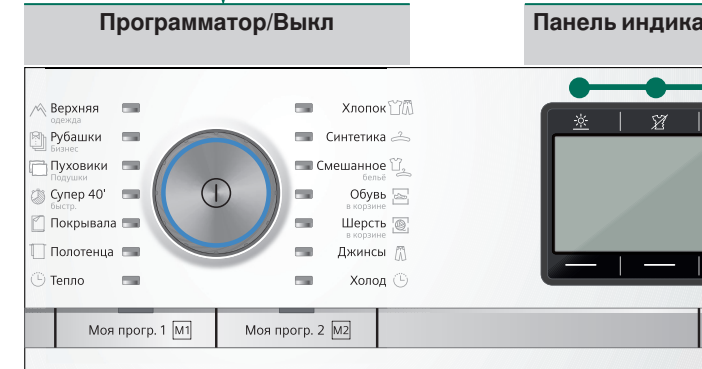 Программатор/Выкл
Панель индика
Верхняя
одежда
Рубашки
Бизнес
Пуховики
Подушки
Супер 40'
быстр.
Покрывала
Полотенца
Тепло
Хлопок
Синтетика
Смешанное
бельё
Обувь
в корзине
Шерсть
в корзине
Джинсы
Холод
Моя прогр. 1 M1
Моя прогр. 2 M2